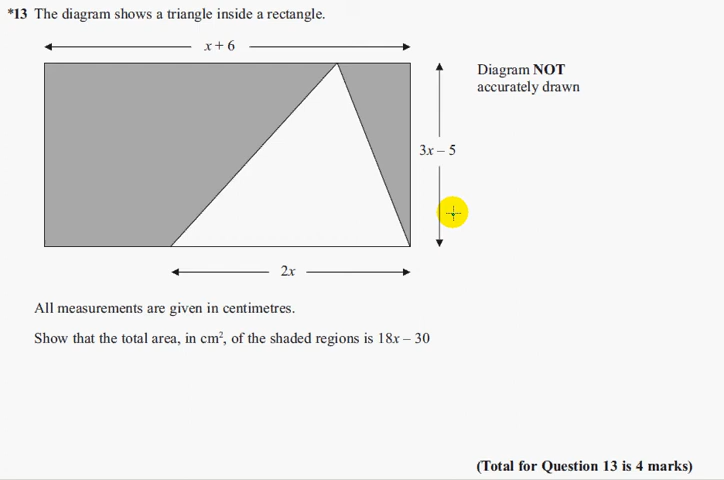 *13 The diagram shows a triangle inside a rectangle.
x + 6
Diagram NOT
accurately drawn
3x – 5
2x
All measurements are given in centimetres.
Show that the total area, in cm², of the shaded regions is 18x – 30
(Total for Question 13 is 4 marks)